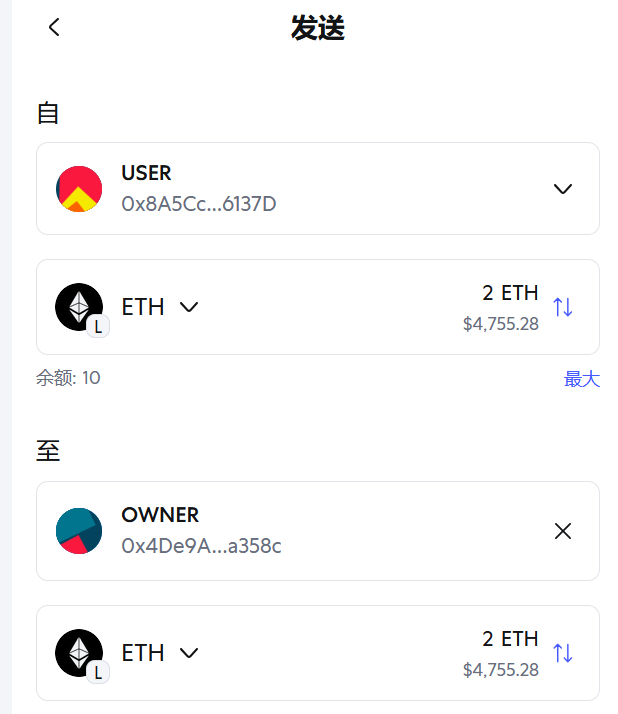 发送
自
USER
0x8A5Cc...6137D
ETH
2 ETH
$4,755.28
L
余额: 10
最大
至
OWNER
0x4De9A...a358c
ETH
2 ETH
$4,755.28
L